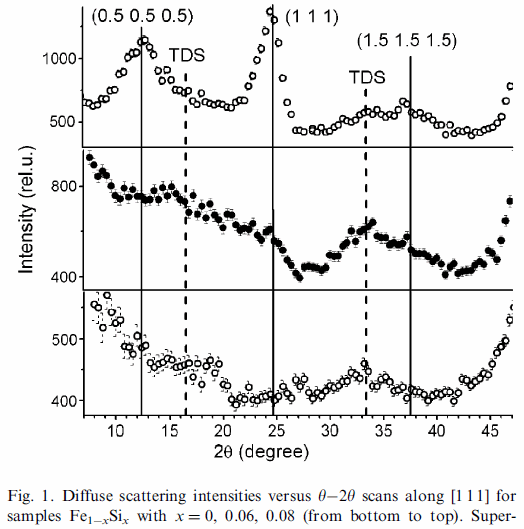 (0.5 0.5 0.5)
(1 1 1)
(1.5 1.5 1.5)
TDS
TDS
1000
500
800
400
500
400
Intensity (rel.u.)
10 15 20 25 30 35 40 45
2θ (degree)
Fig. 1. Diffuse scattering intensities versus θ−2θ scans along [1 1 1] for
samples Fe₁₋ₓSiₓ with x = 0, 0.06, 0.08 (from bottom to top). Super-